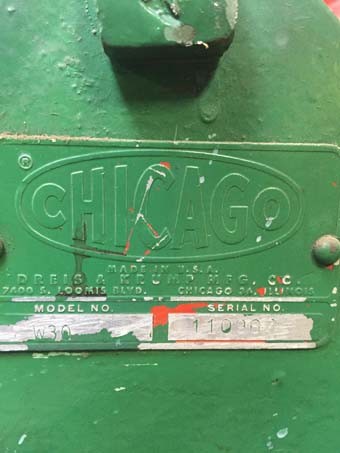 ®
CHICAGO
MADE IN U.S.A.
DREIS & KRUMP MFG. CO.
7400 S. LOOMIS BLVD. CHICAGO 36, ILLINOIS
MODEL NO. SERIAL NO.
W30